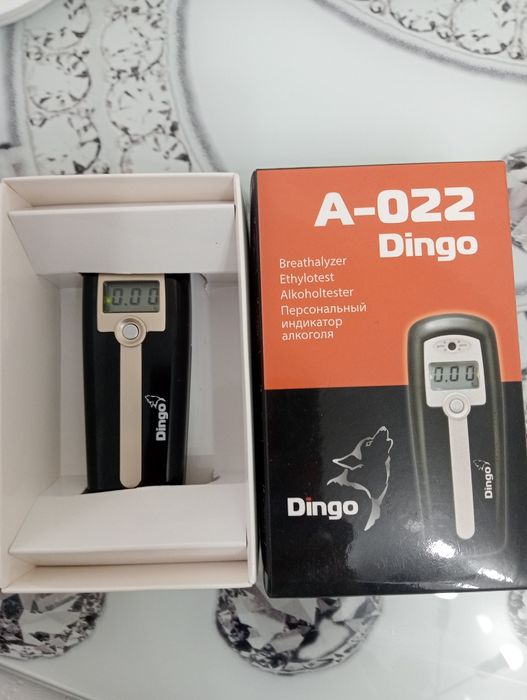 0.00
Dingo
A-022
Dingo
Breathalyzer
Ethylotest
Alkoholtester
Персональный
индикатор
алкоголя
0.00
Dingo
Dingo